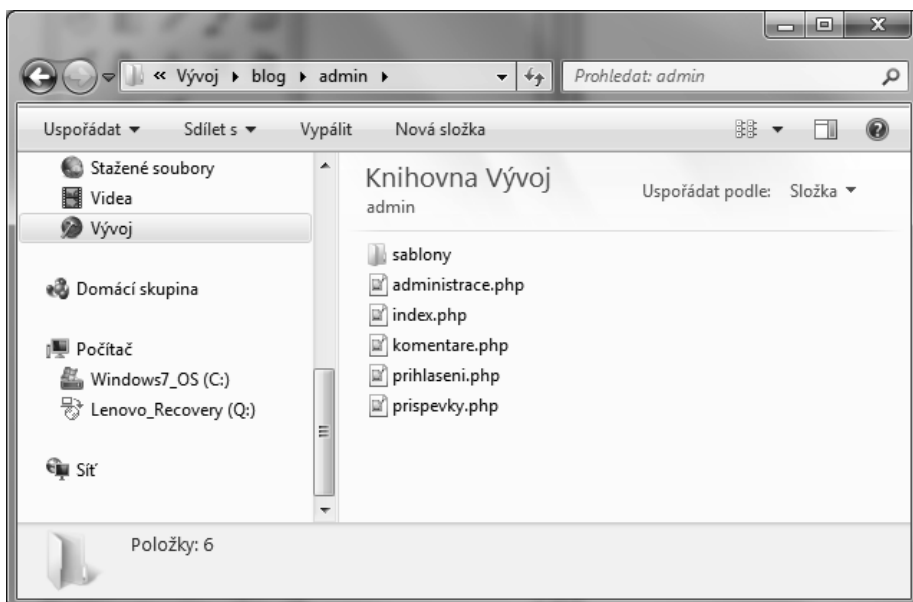 « Vývoj blog admin
Prohledat: admin
Uspořádat Sdílet s Vypálit Nová složka
Stažené soubory
Videa
Vývoj
Domácí skupina
Počítač
Windows7_OS (C:)
Lenovo_Recovery (Q:)
Síť
Knihovna Vývoj
admin
Uspořádat podle: Složka
sablony
administrace.php
index.php
komentare.php
prihlaseni.php
prispevky.php
Položky: 6